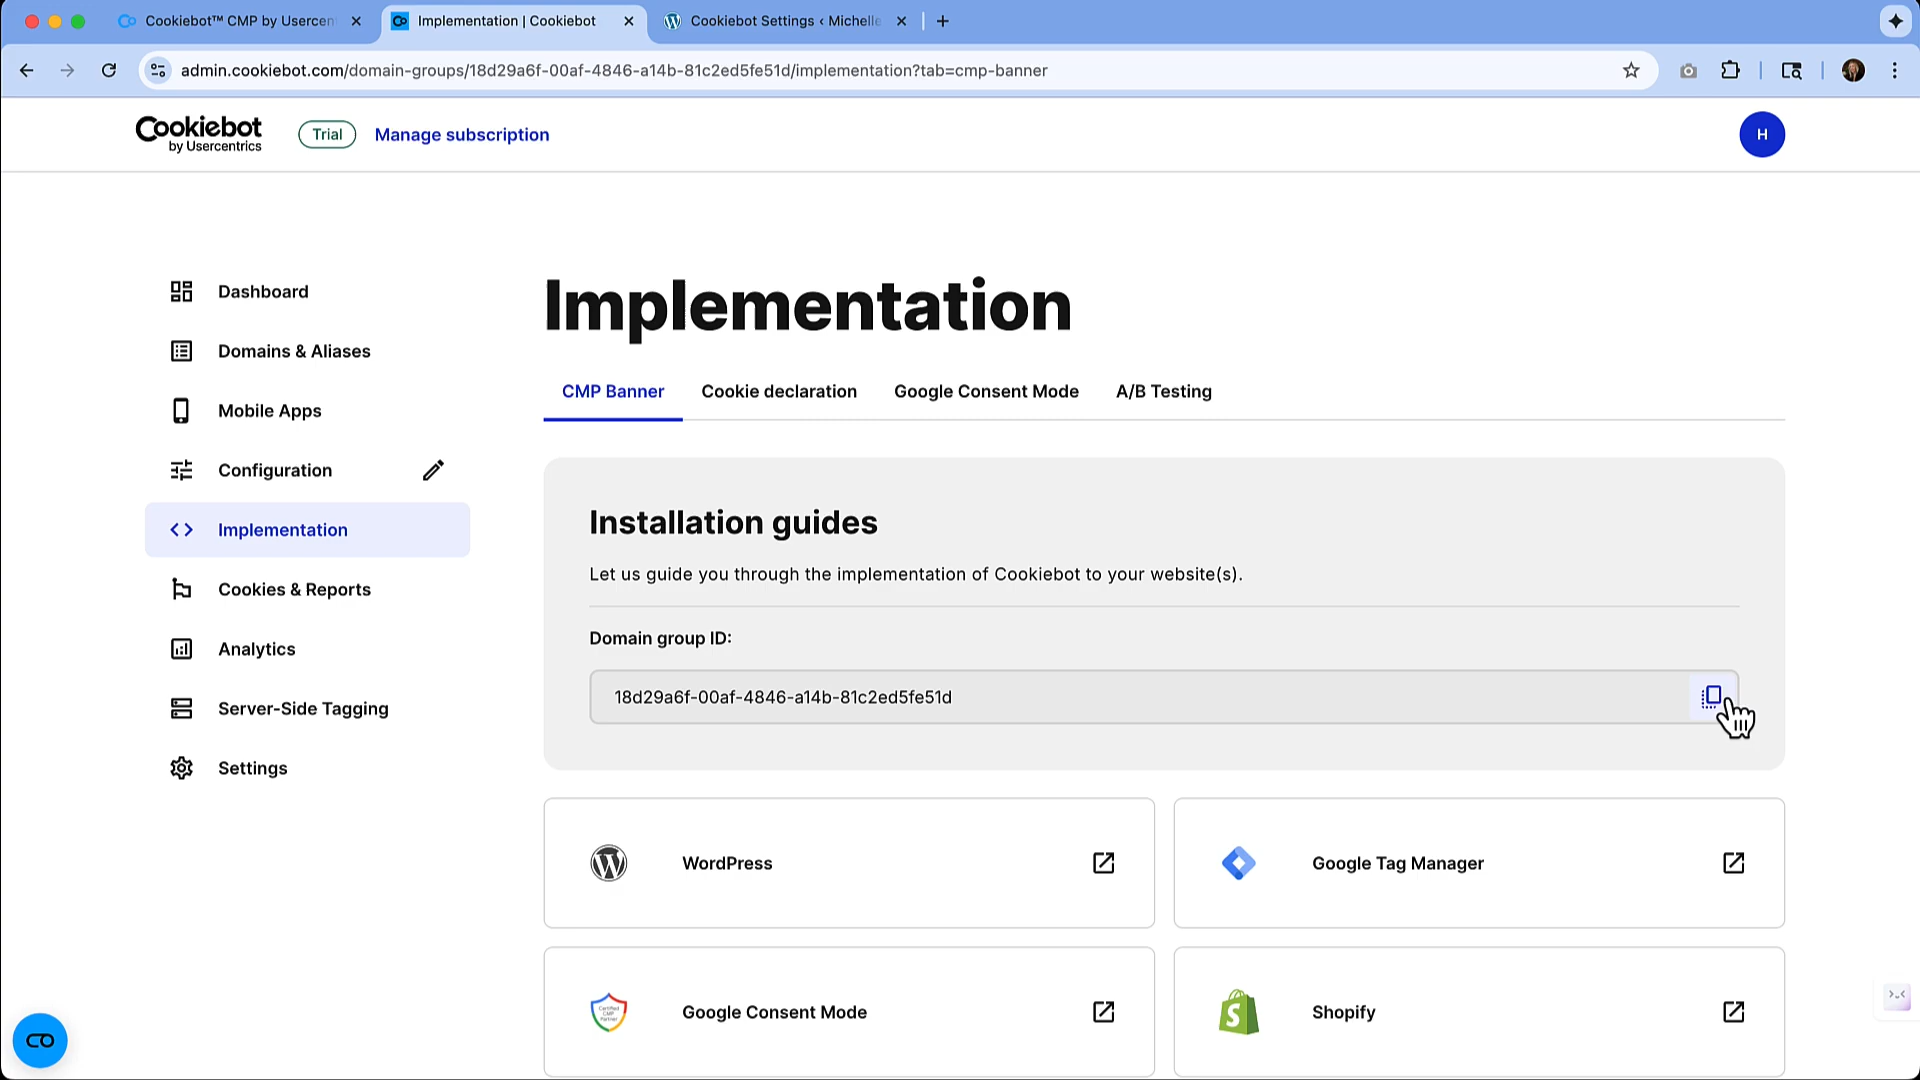 Cookiebot™ CMP by Usercen
Implementation | Cookiebot
Cookiebot Settings ‹ Michelle
admin.cookiebot.com/domain-groups/18d29a6f-00af-4846-a14b-81c2ed5fe51d/implementation?tab=cmp-banner
Cookiebot
by Usercentrics
Trial
Manage subscription
H
Dashboard
Domains & Aliases
Mobile Apps
Configuration
Implementation
Cookies & Reports
Analytics
Server-Side Tagging
Settings
Implementation
CMP Banner
Cookie declaration
Google Consent Mode
A/B Testing
Installation guides
Let us guide you through the implementation of Cookiebot to your website(s).
Domain group ID:
18d29a6f-00af-4846-a14b-81c2ed5fe51d
WordPress
Google Tag Manager
Certified
CMP
Partner
Google Consent Mode
Shopify